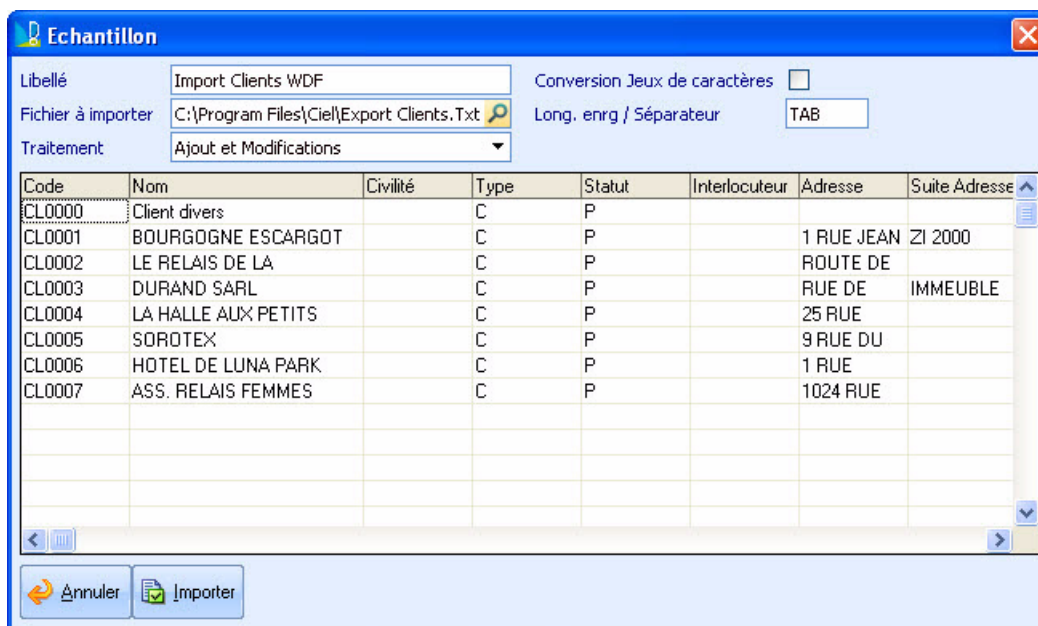 Echantillon
Libellé Import Clients WDF Conversion Jeux de caractères
Fichier à importer C:\Program Files\Ciel\Export Clients.Txt Long. enrg / Séparateur TAB
Traitement Ajout et Modifications
Code Nom Civilité Type Statut Interlocuteur Adresse Suite Adresse
CL0000 Client divers C P
CL0001 BOURGOGNE ESCARGOT C P 1 RUE JEAN ZI 2000
CL0002 LE RELAIS DE LA C P ROUTE DE
CL0003 DURAND SARL C P RUE DE IMMEUBLE
CL0004 LA HALLE AUX PETITS C P 25 RUE
CL0005 SOROTEX C P 9 RUE DU
CL0006 HOTEL DE LUNA PARK C P 1 RUE
CL0007 ASS. RELAIS FEMMES C P 1024 RUE
Annuler Importer